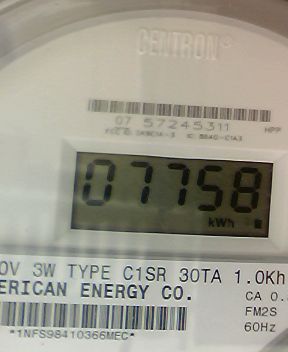 CENTRON®
07 57245311
HPP
07758
kWh
0V 3W TYPE C1SR 30TA 1.0Kh
ERICAN ENERGY CO.
CA 0.
FM2S
60Hz
*1NFS98410366MEC*